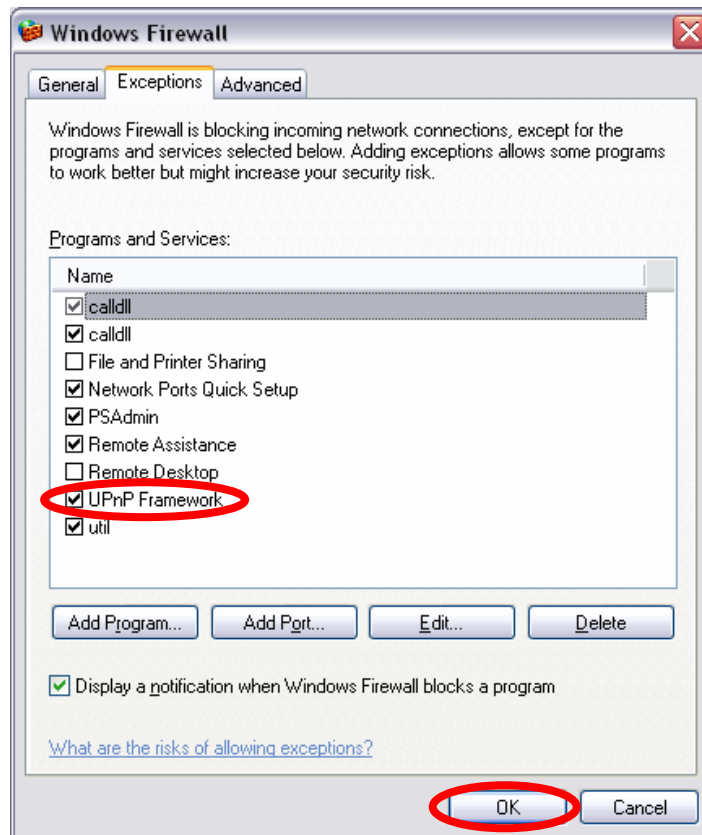 Windows Firewall
General Exceptions Advanced
Windows Firewall is blocking incoming network connections, except for the
programs and services selected below. Adding exceptions allows some programs
to work better but might increase your security risk.
Programs and Services:
Name
calldll
calldll
File and Printer Sharing
Network Ports Quick Setup
PSAdmin
Remote Assistance
Remote Desktop
UPnP Framework
util
Add Program... Add Port... Edit... Delete
Display a notification when Windows Firewall blocks a program
What are the risks of allowing exceptions?
OK Cancel